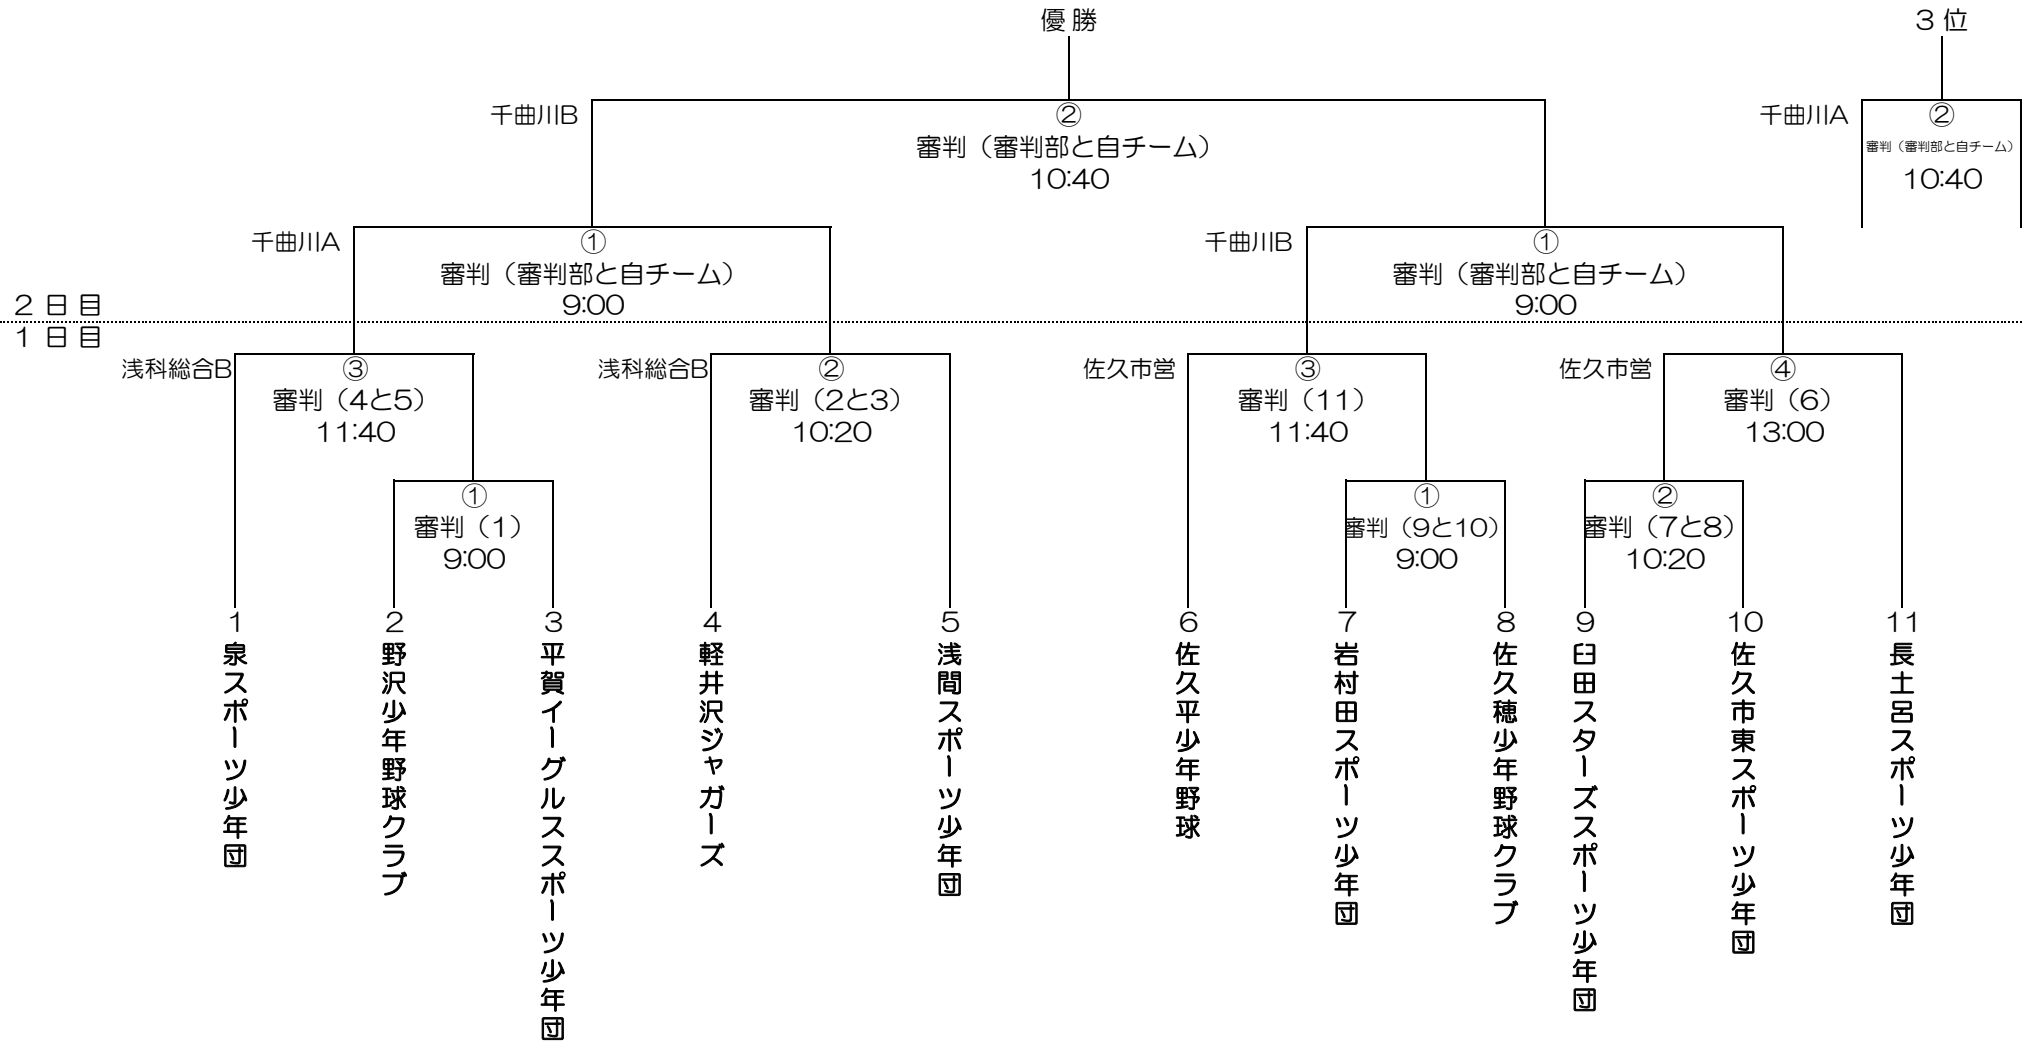 優 勝
３ 位
千曲川B
②
審判（審判部と自チーム）
10:40
千曲川A
②
審判（審判部と自チーム）
10:40
千曲川A
①
審判（審判部と自チーム）
9:00
千曲川B
①
審判（審判部と自チーム）
9:00
２ 日 目
１ 日 目
浅科総合B
③
審判（4と5）
11:40
浅科総合B
②
審判（2と3）
10:20
佐久市営
③
審判（11）
11:40
佐久市営
④
審判（6）
13:00
①
審判（1）
9:00
①
審判（9と10）
9:00
②
審判（7と8）
10:20
1
泉スポーツ少年団
2
野沢少年野球クラブ
3
平賀イーグルススポーツ少年団
4
軽井沢ジャガーズ
5
浅間スポーツ少年団
6
佐久平少年野球
7
岩村田スポーツ少年団
8
佐久穂少年野球クラブ
9
臼田スターズスポーツ少年団
10
佐久市東スポーツ少年団
11
長土呂スポーツ少年団